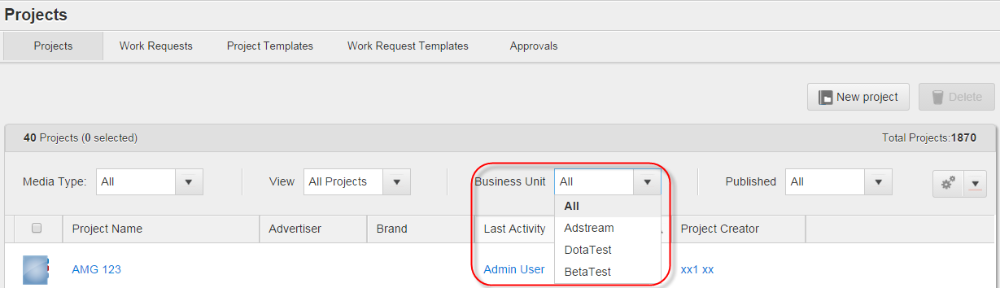 Projects
Projects Work Requests Project Templates Work Request Templates Approvals
New project Delete
40 Projects (0 selected) Total Projects:1870
Media Type: All View All Projects Business Unit All Published All
All
Project Name Advertiser Brand Last Activity Adstream Project Creator
DotaTest
AMG 123 Admin User BetaTest xx1 xx